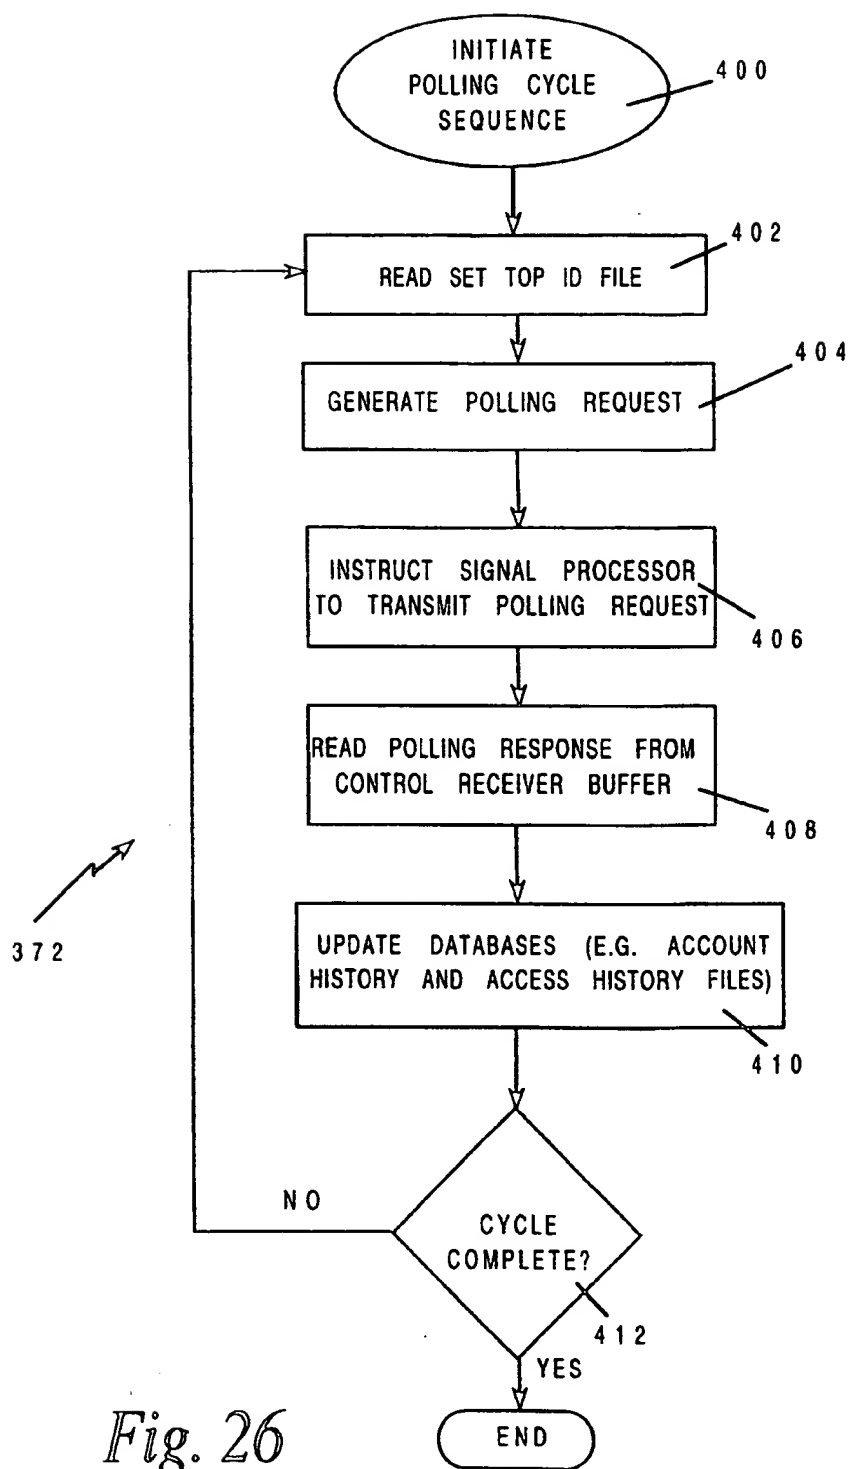 INITIATE
POLLING CYCLE
SEQUENCE
400
402
READ SET TOP ID FILE
404
GENERATE POLLING REQUEST
INSTRUCT SIGNAL PROCESSOR
TO TRANSMIT POLLING REQUEST
406
READ POLLING RESPONSE FROM
CONTROL RECEIVER BUFFER
408
372
UPDATE DATABASES (E.G. ACCOUNT
HISTORY AND ACCESS HISTORY FILES)
410
NO
CYCLE
COMPLETE?
412
YES
END
Fig. 26